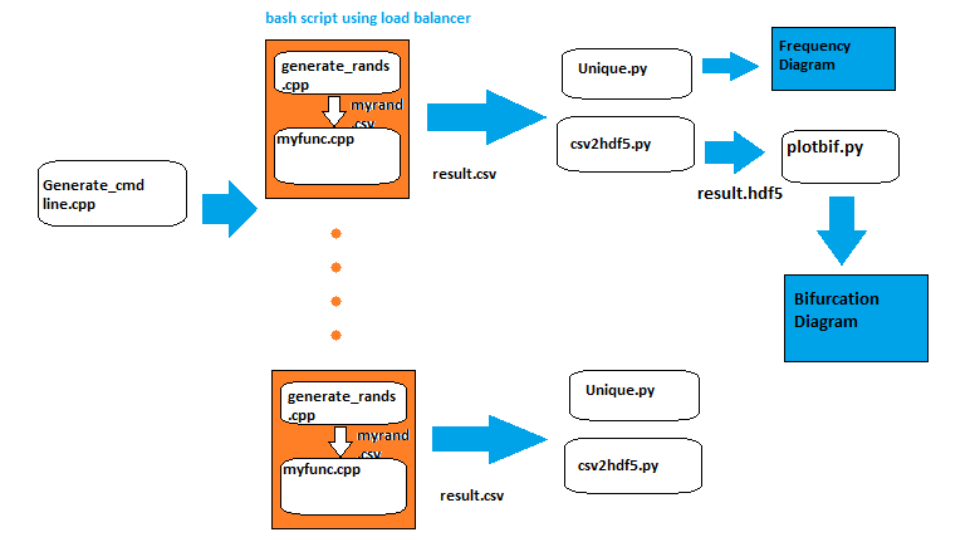 bash script using load balancer
generate_rands
.cpp
myrand
.csv
myfunc.cpp
Generate_cmd
line.cpp
result.csv
Unique.py
csv2hdf5.py
Frequency
Diagram
plotbif.py
result.hdf5
Bifurcation
Diagram
generate_rands
.cpp
myrand
.csv
myfunc.cpp
result.csv
Unique.py
csv2hdf5.py